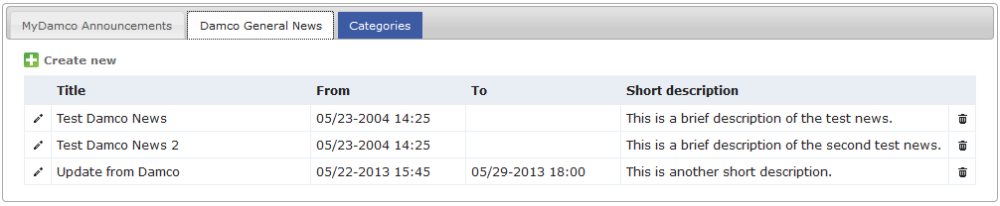 MyDamco Announcements Damco General News Categories
Create new
Title From To Short description
Test Damco News 05/23-2004 14:25 This is a brief description of the test news.
Test Damco News 2 05/23-2004 14:25 This is a brief description of the second test news.
Update from Damco 05/22-2013 15:45 05/29-2013 18:00 This is another short description.